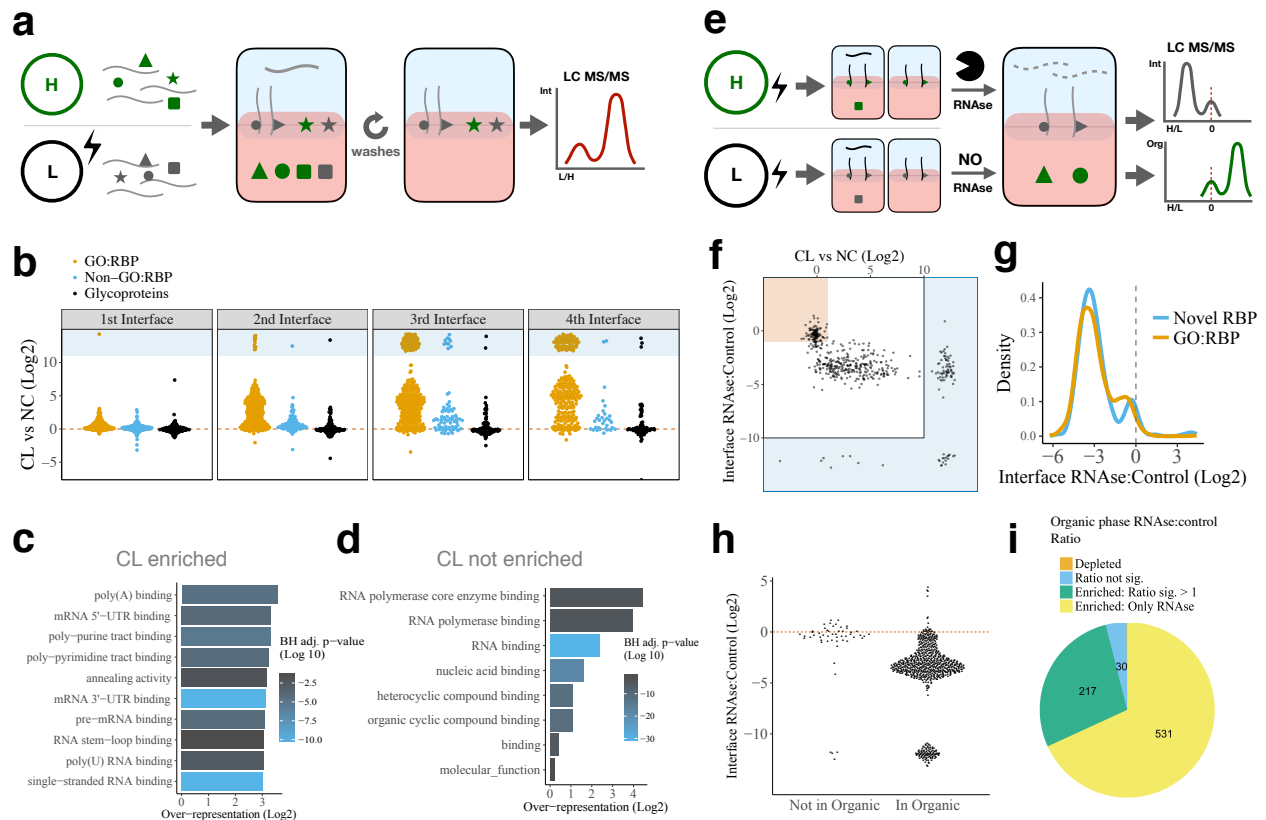 a
H
L
washes
LC MS/MS
Int
L/H
e
H
L
RNAse
NO
RNAse
LC MS/MS
Int
H/L
0
Org
H/L
0
b
GO:RBP
Non−GO:RBP
Glycoproteins
1st Interface
2nd Interface
3rd Interface
4th Interface
CL vs NC (Log2)
10
5
0
−5
f
CL vs NC (Log2)
0
5
10
Interface RNAse:Control (Log2)
0
−5
−10
g
Density
0.4
0.3
0.2
0.1
0.0
−6
−3
0
3
Interface RNAse:Control (Log2)
Novel RBP
GO:RBP
c
CL enriched
poly(A) binding
mRNA 5'−UTR binding
poly−purine tract binding
poly−pyrimidine tract binding
annealing activity
mRNA 3'−UTR binding
pre−mRNA binding
RNA stem−loop binding
poly(U) RNA binding
single−stranded RNA binding
0
1
2
3
Over−representation (Log2)
BH adj. p−value
(Log 10)
−2.5
−5.0
−7.5
−10.0
d
CL not enriched
RNA polymerase core enzyme binding
RNA polymerase binding
RNA binding
nucleic acid binding
heterocyclic compound binding
organic cyclic compound binding
binding
molecular_function
0
1
2
3
4
Over−representation (Log2)
BH adj. p−value
(Log 10)
−10
−20
−30
h
Interface RNAse:Control (Log2)
5
0
−5
−10
Not in Organic
In Organic
i
Organic phase RNAse:control
Ratio
Depleted
Ratio not sig.
Enriched: Ratio sig. > 1
Enriched: Only RNAse
30
217
531